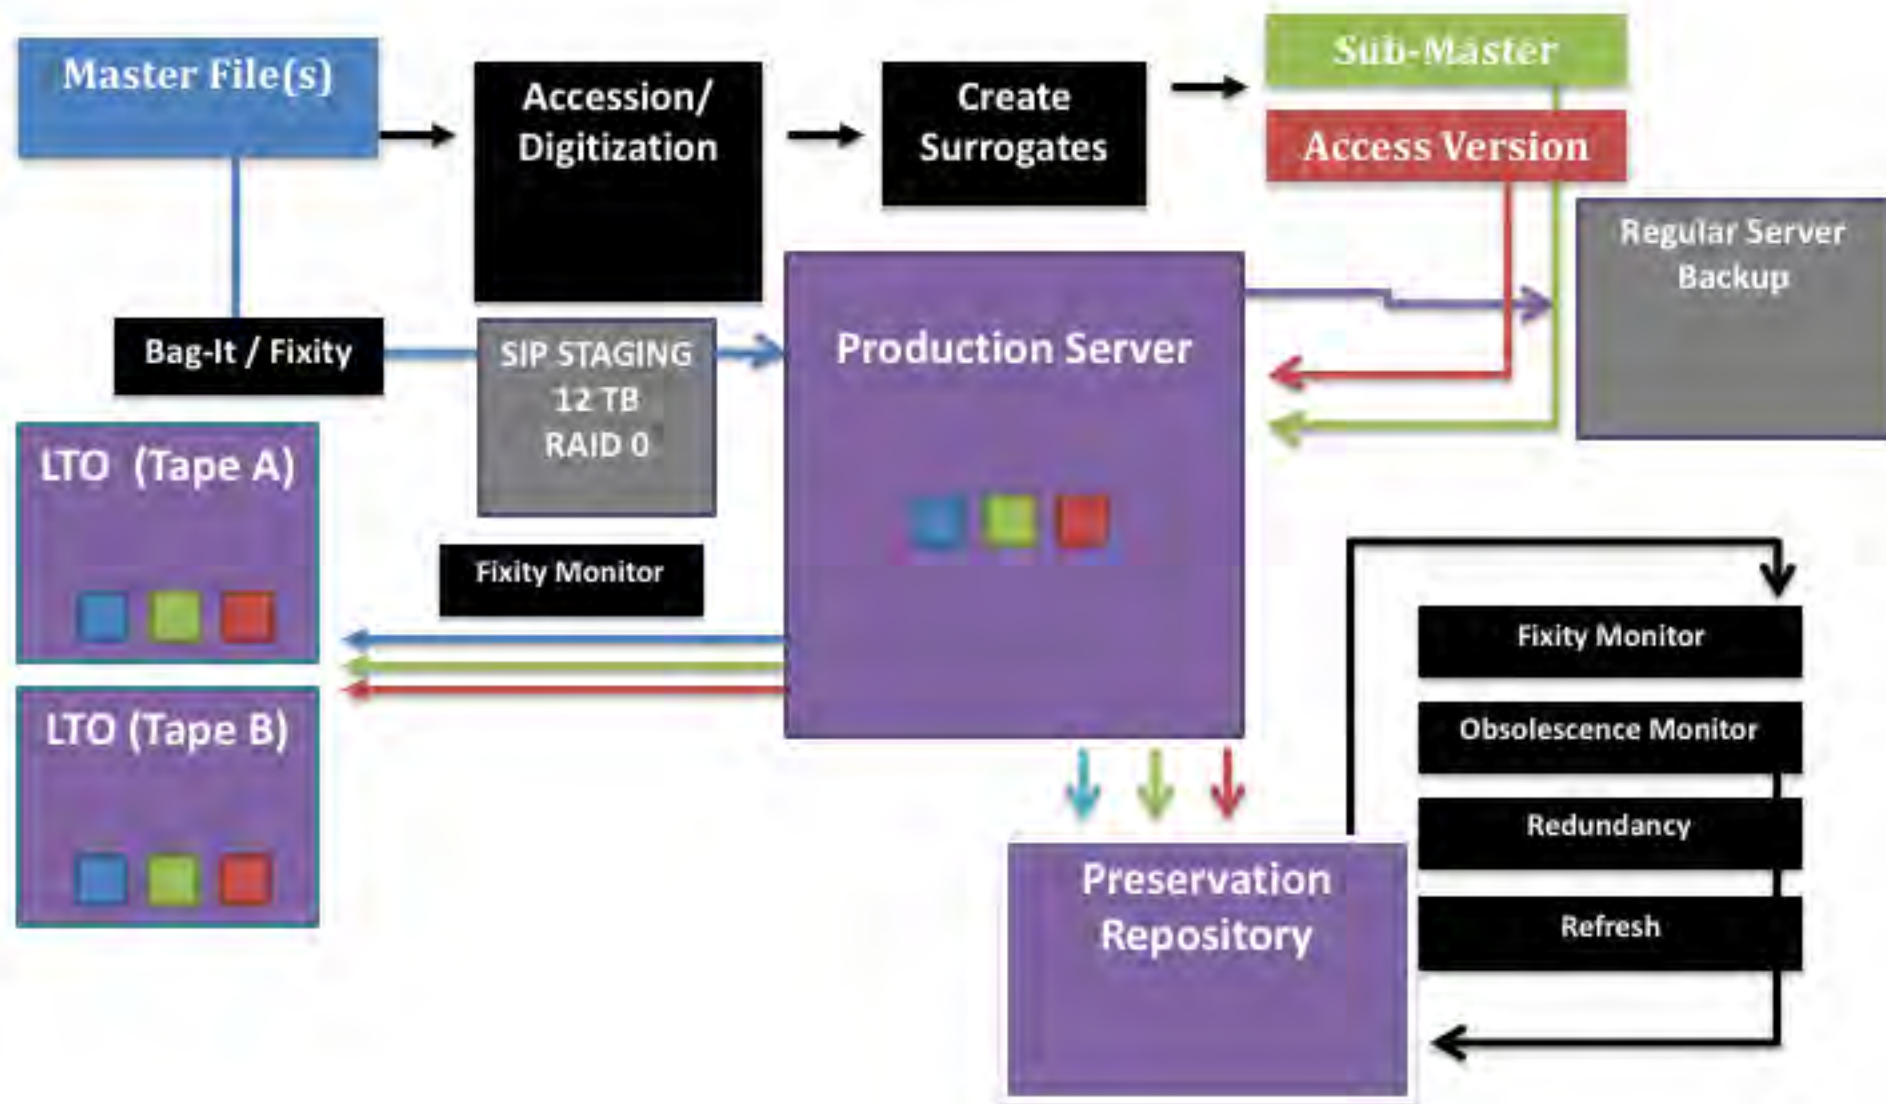 Master File(s)
Accession/
Digitization
Create
Surrogates
Sub-Master
Access Version
Regular Server
Backup
Bag-It / Fixity
SIP STAGING
12 TB
RAID 0
Production Server
LTO (Tape A)
Fixity Monitor
LTO (Tape B)
Preservation
Repository
Fixity Monitor
Obsolescence Monitor
Redundancy
Refresh